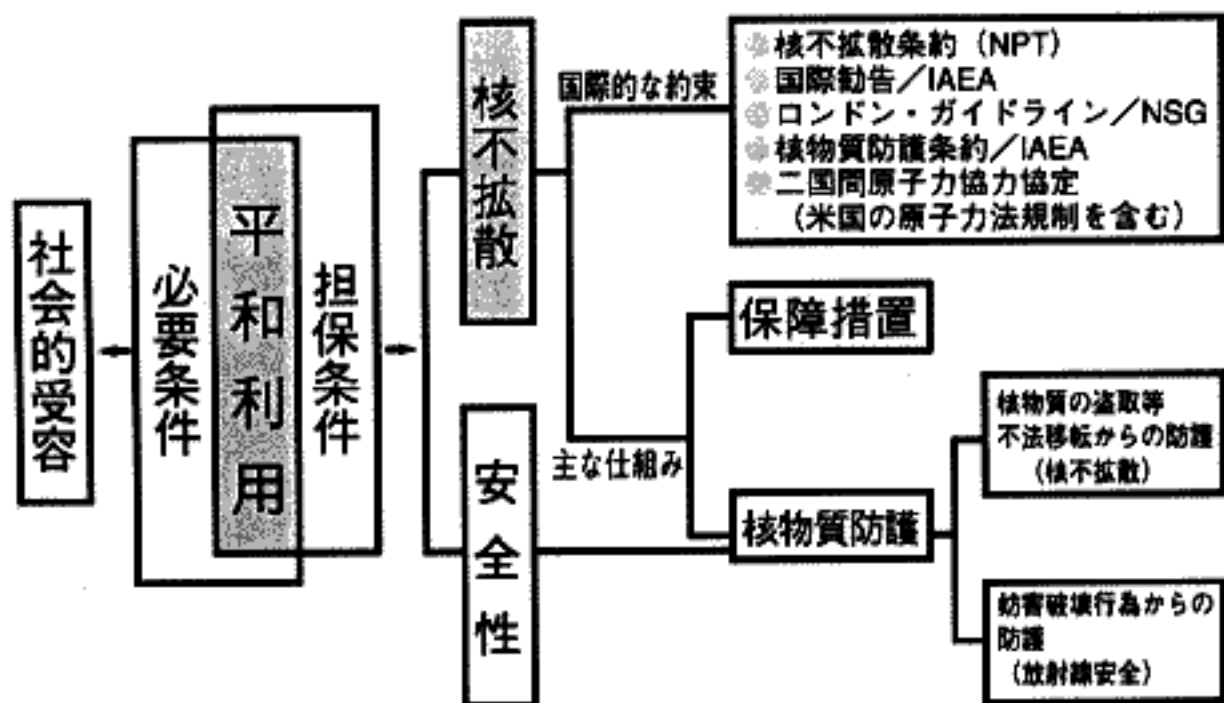 社会的受容
必要条件
平和利用
担保条件
核不拡散
安全性
国際的な約束
核不拡散条約(NPT)
国際勧告/IAEA
ロンドン・ガイドライン/NSG
核物質防護条約/IAEA
二国間原子力協力協定
(米国の原子力法規制を含む)
主な仕組み
保障措置
核物質防護
核物質の盗取等
不法移転からの防護
(核不拡散)
妨害破壊行為からの
防護
(放射線安全)